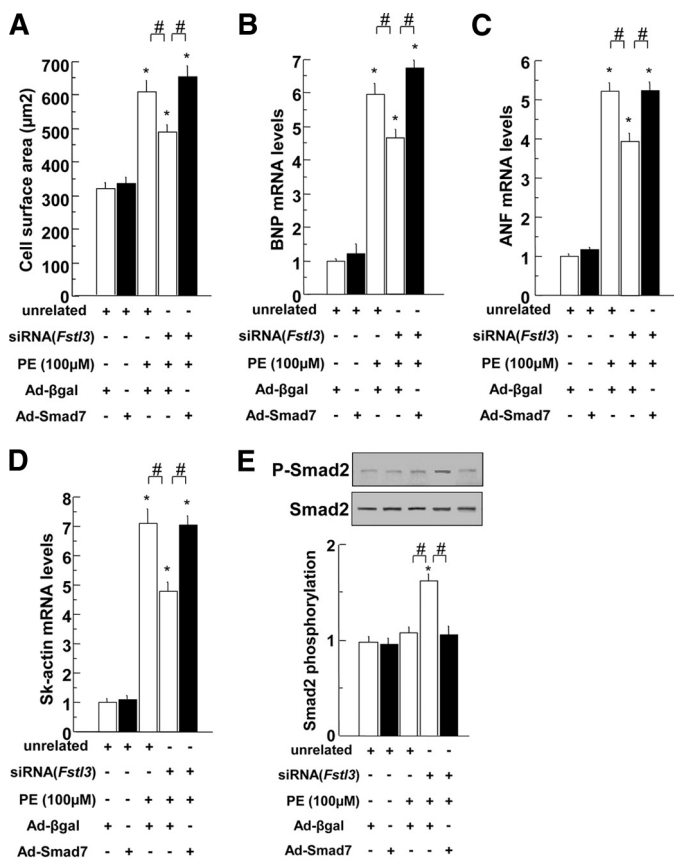 A
# #
Cell surface area (μm2)
700
600
500
400
300
200
100
0
* * *
unrelated + + + - -
siRNA(Fstl3) - - - + +
PE (100μM) - - + + +
Ad-βgal + - + + -
Ad-Smad7 - + - - +
B
# #
BNP mRNA levels
7
6
5
4
3
2
1
* * *
unrelated + + + - -
siRNA(Fstl3) - - - + +
PE (100μM) - - + + +
Ad-βgal + - + + -
Ad-Smad7 - + - - +
C
# #
ANF mRNA levels
6
5
4
3
2
1
0
* * *
unrelated + + + - -
siRNA(Fstl3) - - - + +
PE (100μM) - - + + +
Ad-βgal + - + + -
Ad-Smad7 - + - - +
D
# #
Sk-actin mRNA levels
8
7
6
5
4
3
2
1
0
* * *
unrelated + + + - -
siRNA(Fstl3) - - - + +
PE (100μM) - - + + +
Ad-βgal + - + + -
Ad-Smad7 - + - - +
E
P-Smad2
Smad2
# #
Smad2 phosphorylation
2
1
0
*
unrelated + + + - -
siRNA(Fstl3) - - - + +
PE (100μM) - - + + +
Ad-βgal + - + + -
Ad-Smad7 - + - - +